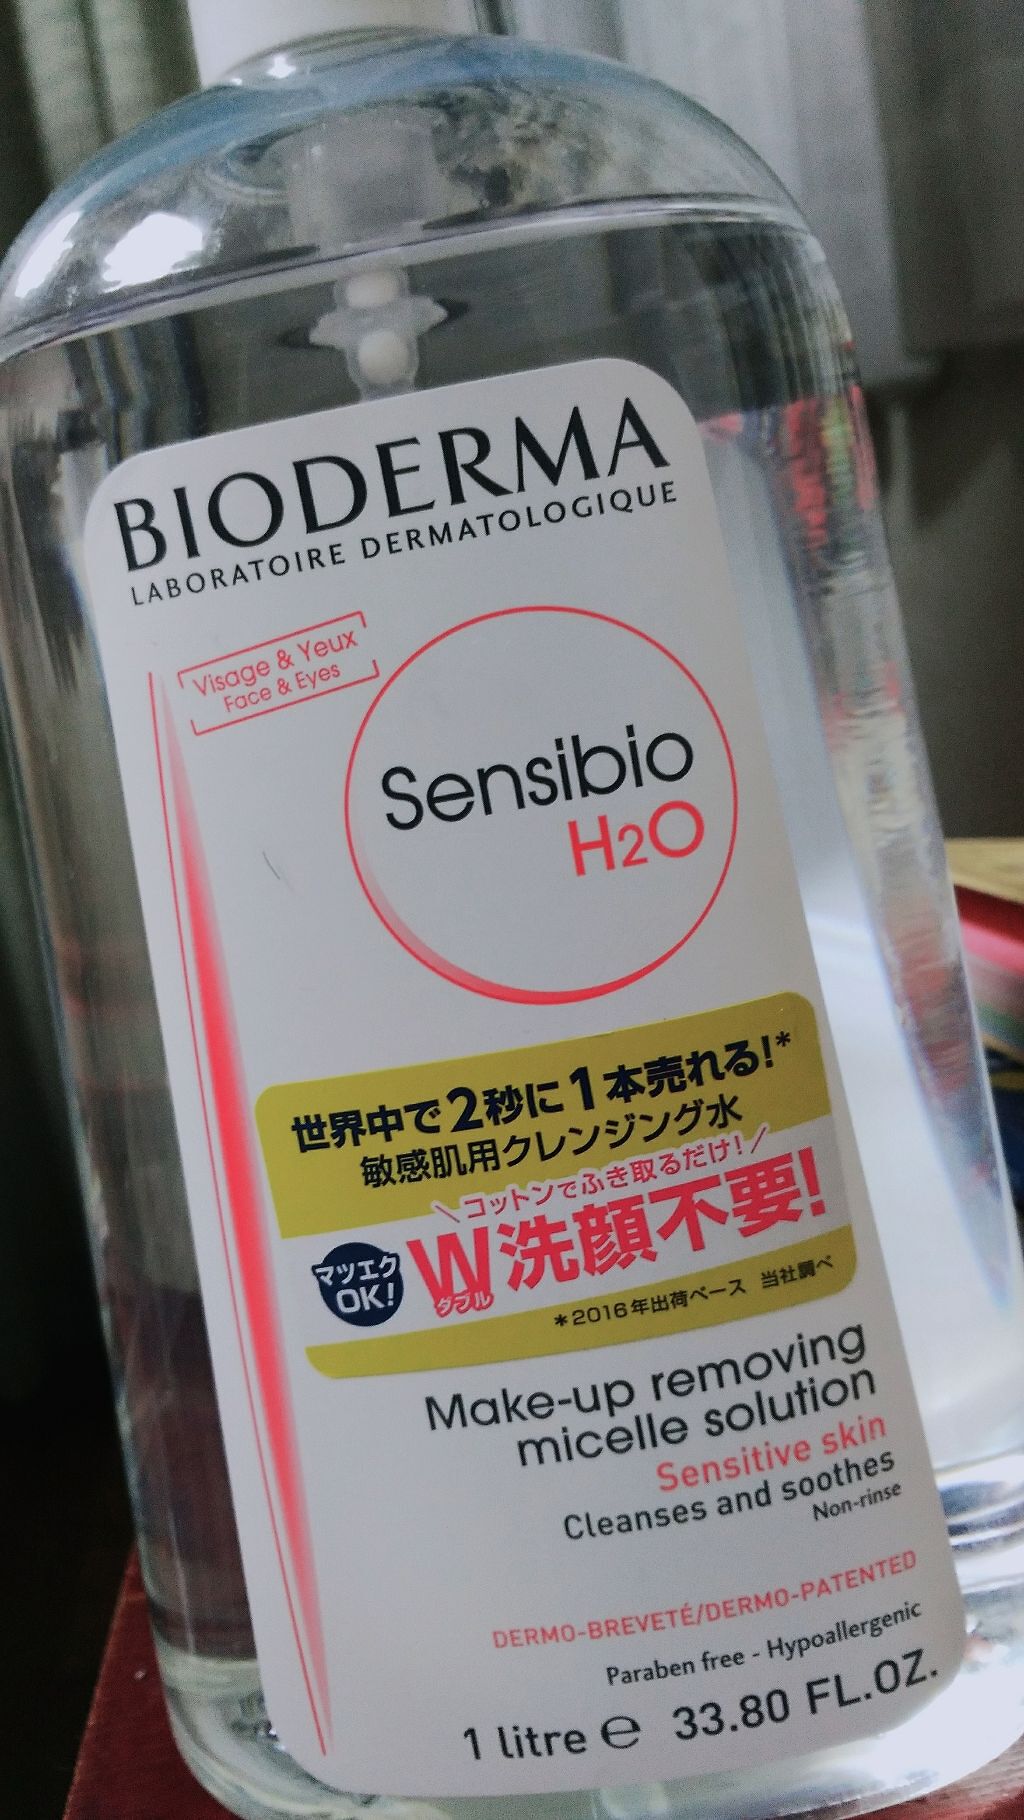 BIODERMA
LABORATOIRE DERMATOLOGIQUE
Visage & Yeux
Face & Eyes
Sensibio
H2O
世界中で2秒に1本売れる!*
敏感肌用クレンジング水
\コットンでふき取るだけ!/
マツエク
OK!
W洗顔不要!
ダブル
*2016年出荷ベース 当社調べ
Make-up removing
micelle solution
Sensitive skin
Cleanses and soothes
Non-rinse
DERMO-BREVETÉ/DERMO-PATENTED
Paraben free - Hypoallergenic
1 litre ℮ 33.80 FL.OZ.